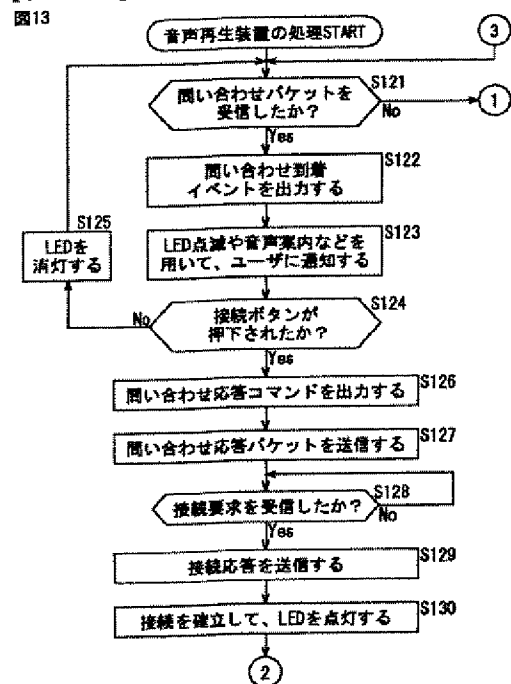 図13
音声再生装置の処理START
3
問い合わせパケットを
受信したか?
S121
No
1
Yes
問い合わせ到着
イベントを出力する
S122
S125
LEDを
消灯する
LED点滅や音声案内などを
用いて、ユーザに通知する
S123
接続ボタンが
押下されたか?
S124
No
Yes
問い合わせ応答コマンドを出力する
S126
問い合わせ応答パケットを送信する
S127
接続要求を受信したか?
S128
No
Yes
接続応答を送信する
S129
接続を確立して、LEDを点灯する
S130
2